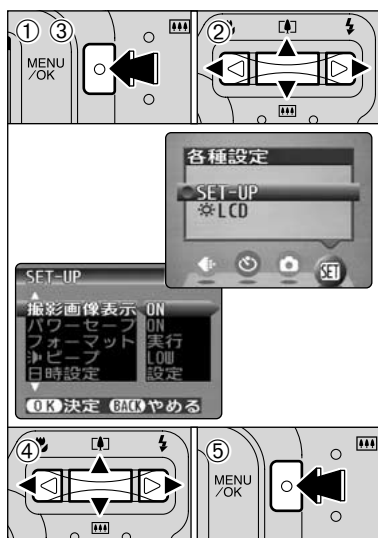 ① ③
MENU
/OK
②
各種設定
SET-UP
LCD
SET
SET-UP
撮影画像表示 ON
パワーセーブ ON
フォーマット 実行
ビープ LOW
日時設定 設定
OK 決定 BACK やめる
④
⑤
MENU
/OK